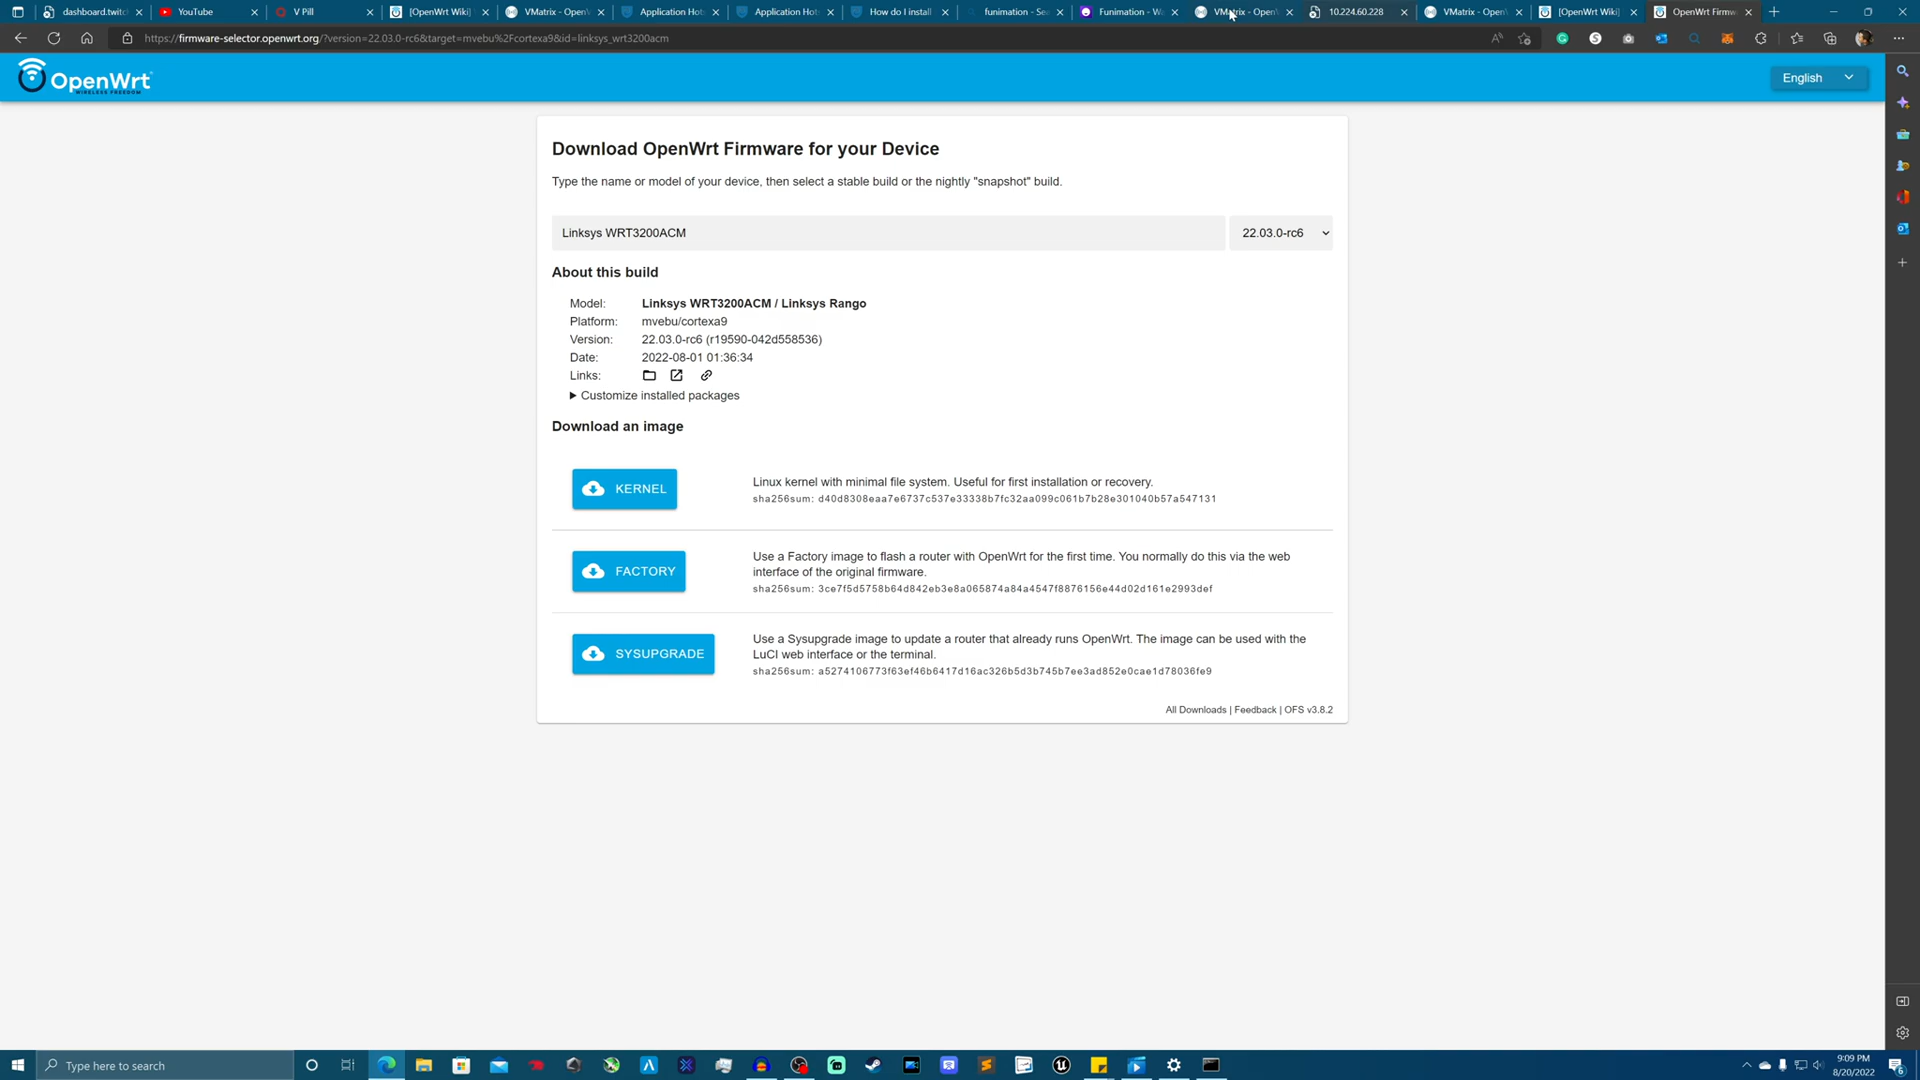 dashboard.twitc
YouTube
V Pill
[OpenWrt Wiki]
VMatrix - OpenW
Application Hot
Application Hot
How do I install
funimation - Sea
Funimation - Wa
VMatrix - OpenW
10.224.60.228
VMatrix - OpenW
[OpenWrt Wiki]
OpenWrt Firmw
https://firmware-selector.openwrt.org/?version=22.03.0-rc6&target=mvebu%2Fcortexa9&id=linksys_wrt3200acm
OpenWrt
WIRELESS FREEDOM
English
Download OpenWrt Firmware for your Device
Type the name or model of your device, then select a stable build or the nightly "snapshot" build.
Linksys WRT3200ACM
22.03.0-rc6
About this build
Model: Linksys WRT3200ACM / Linksys Rango
Platform: mvebu/cortexa9
Version: 22.03.0-rc6 (r19590-042d558536)
Date: 2022-08-01 01:36:34
Links:
Customize installed packages
Download an image
KERNEL
Linux kernel with minimal file system. Useful for first installation or recovery.
sha256sum: d40d8308eaa7e6737c537e33338b7fc32aa099c061b7b28e301040b57a547131
FACTORY
Use a Factory image to flash a router with OpenWrt for the first time. You normally do this via the web
interface of the original firmware.
sha256sum: 3ce7f5d5758b64d842eb3e8a065874a84a4547f8876156e44d02d161e2993def
SYSUPGRADE
Use a Sysupgrade image to update a router that already runs OpenWrt. The image can be used with the
LuCI web interface or the terminal.
sha256sum: a5274106773f63ef46b6417d16ac326b5d3b745b7ee3ad852e0cae1d78036fe9
All Downloads | Feedback | OFS v3.8.2
Type here to search
9:09 PM
8/20/2022